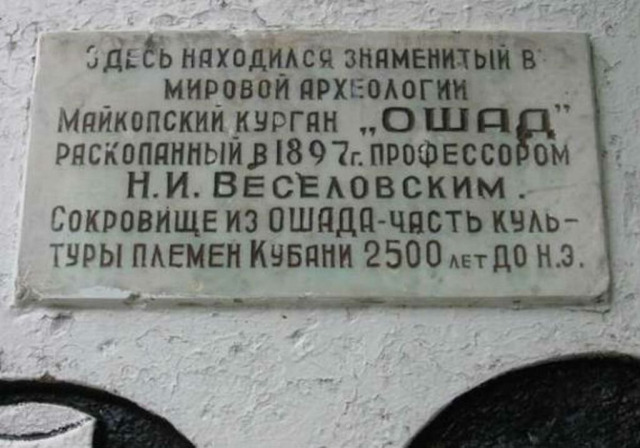 ЗДЕСЬ НАХОДИЛСЯ ЗНАМЕНИТЫЙ В
МИРОВОЙ АРХЕОЛОГИИ
МАЙКОПСКИЙ КУРГАН „ОШАД”
РАСКОПАННЫЙ В 1897г. ПРОФЕССОРОМ
Н.И. ВЕСЕЛОВСКИМ.
СОКРОВИЩЕ ИЗ ОШАДА-ЧАСТЬ КУЛЬ-
ТУРЫ ПЛЕМЕН КУБАНИ 2500 ЛЕТ ДО Н.Э.